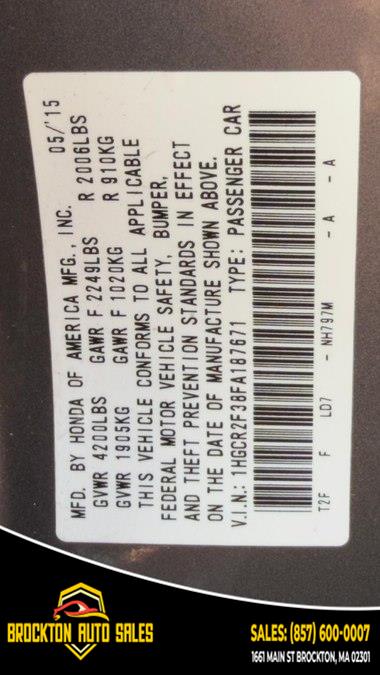 MFD. BY HONDA OF AMERICA MFG., INC. 05/'15
GVWR 4200LBS GAWR F 2249LBS R 2006LBS
GVWR 1905KG GAWR F 1020KG R 910KG
THIS VEHICLE CONFORMS TO ALL APPLICABLE
FEDERAL MOTOR VEHICLE SAFETY, BUMPER,
AND THEFT PREVENTION STANDARDS IN EFFECT
ON THE DATE OF MANUFACTURE SHOWN ABOVE.
V.I.N.: 1HGCR2F38FA187671 TYPE: PASSENGER CAR
T2F F LD7 - NH797M - A - A
BROCKTON AUTO SALES
SALES: (857) 600-0007
1661 MAIN ST BROCKTON, MA 02301